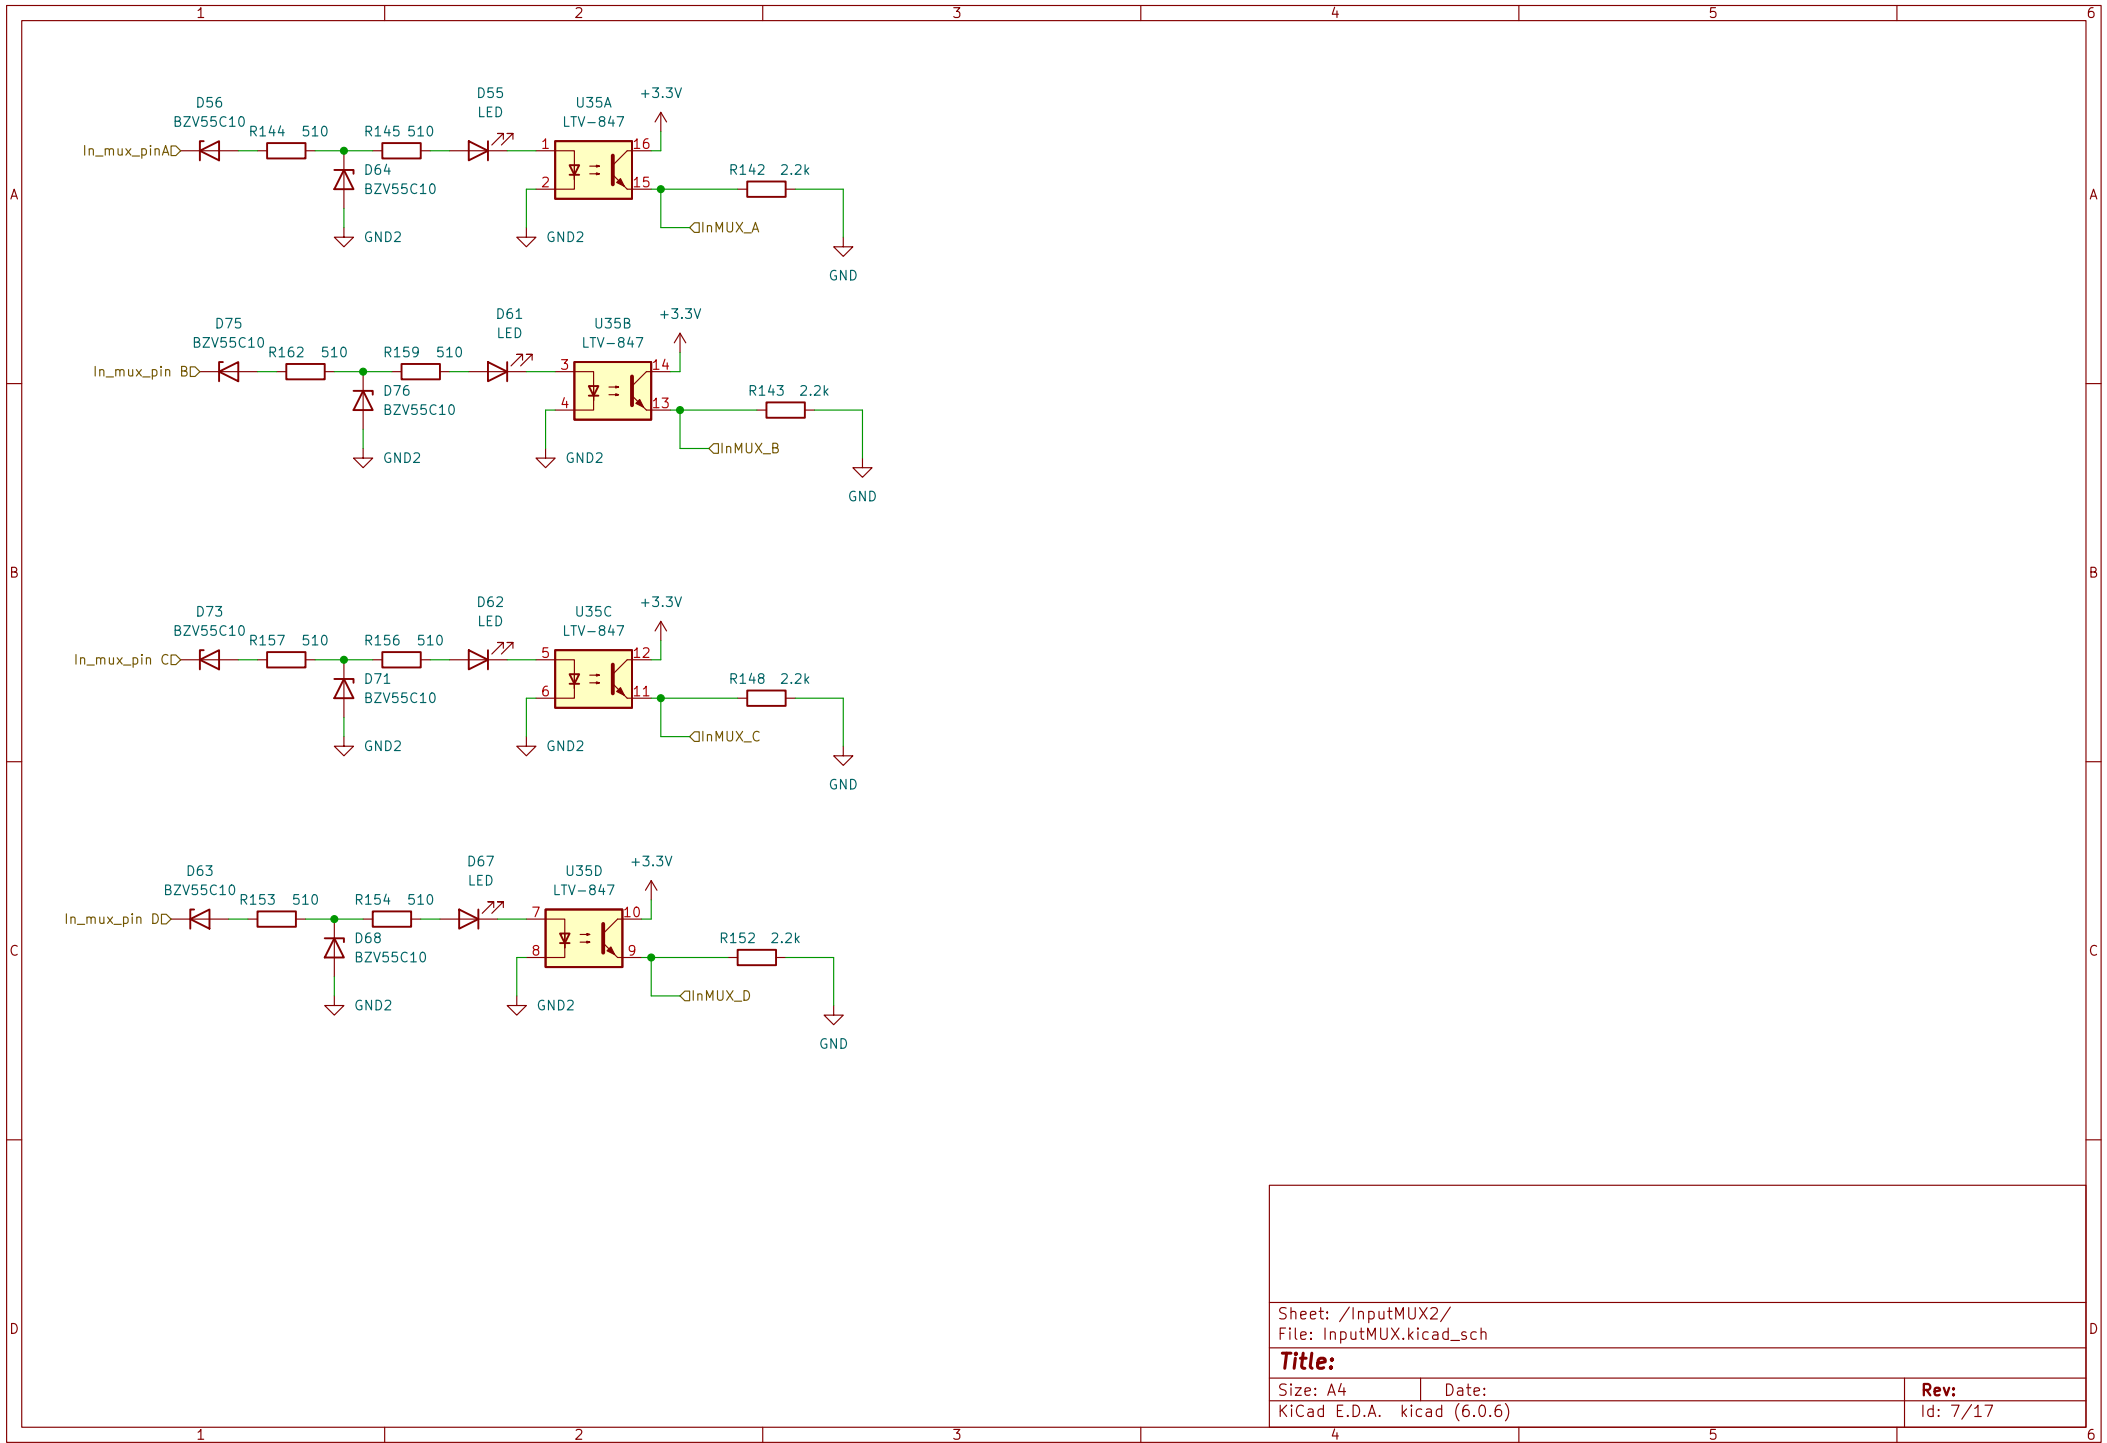 1 2 3 4 5 6
A A
B B
C C
D D
D56
BZV55C10
In_mux_pinA
R144 510
D64
BZV55C10
GND2
R145 510
D55
LED
U35A
LTV-847
1
2
16
15
GND2
+3.3V
R142 2.2k
InMUX_A
GND
D75
BZV55C10
In_mux_pin B
R162 510
D76
BZV55C10
GND2
R159 510
D61
LED
U35B
LTV-847
3
4
14
13
GND2
+3.3V
R143 2.2k
InMUX_B
GND
D73
BZV55C10
In_mux_pin C
R157 510
D71
BZV55C10
GND2
R156 510
D62
LED
U35C
LTV-847
5
6
12
11
GND2
+3.3V
R148 2.2k
InMUX_C
GND
D63
BZV55C10
In_mux_pin D
R153 510
D68
BZV55C10
GND2
R154 510
D67
LED
U35D
LTV-847
7
8
10
9
GND2
+3.3V
R152 2.2k
InMUX_D
GND
Sheet: /InputMUX2/
File: InputMUX.kicad_sch
Title:
Size: A4 Date: Rev:
KiCad E.D.A. kicad (6.0.6) Id: 7/17
1 2 3 4 5 6